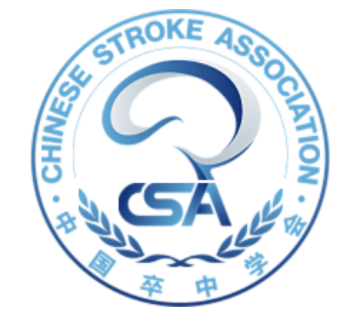 CHINESE STROKE ASSOCIATION
CSA
中国卒中学会